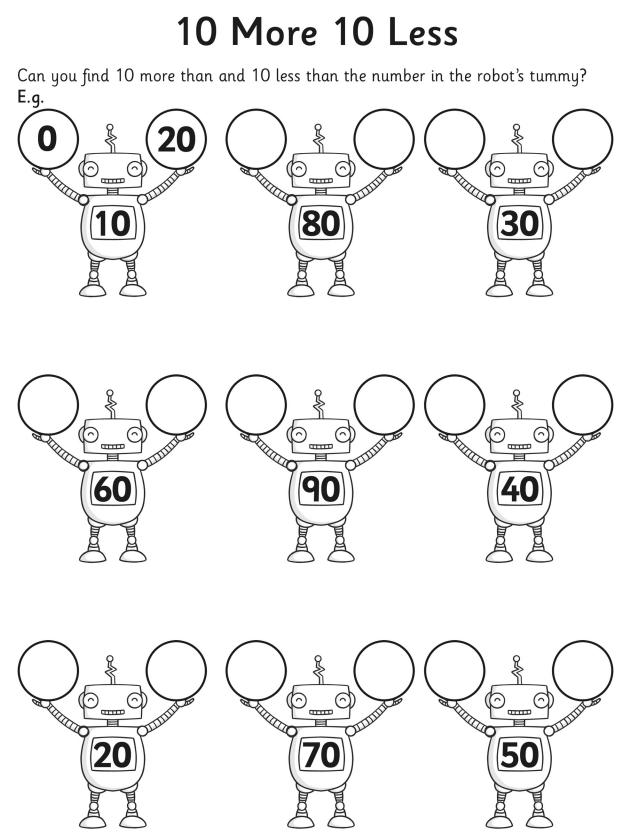 10 More 10 Less
Can you find 10 more than and 10 less than the number in the robot's tummy?
E.g.
0 20
10 80 30
60 90 40
20 70 50